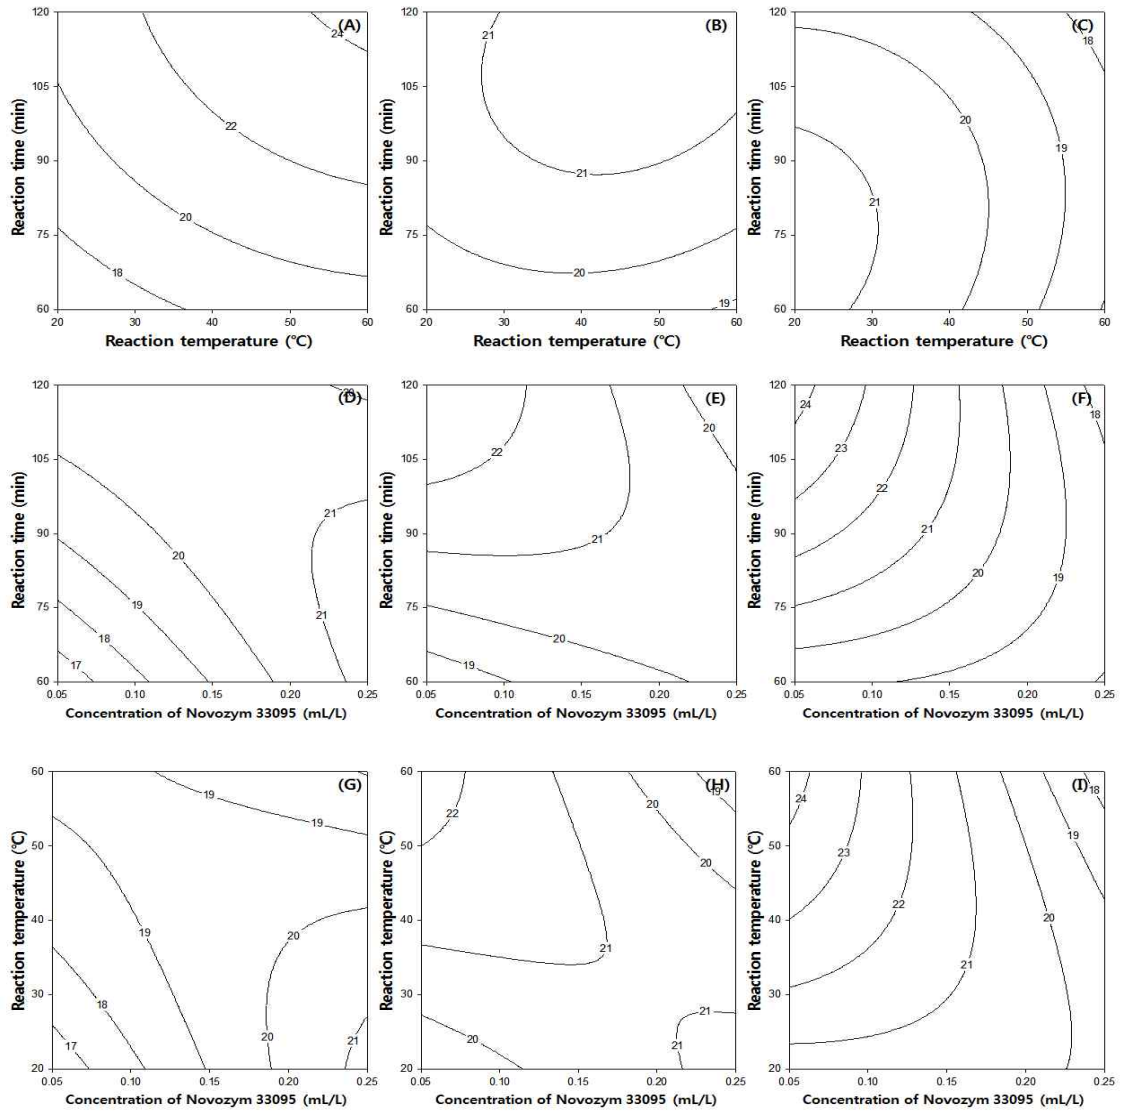 (A)
120
105
90
75
60
Reaction time (min)
24
22
20
18
20 30 40 50 60
Reaction temperature (℃)
(B)
120
105
90
75
60
Reaction time (min)
21
21
20
19
20 30 40 50 60
Reaction temperature (℃)
(C)
120
105
90
75
60
Reaction time (min)
18
20
19
21
20 30 40 50 60
Reaction temperature (℃)
(D)
120
105
90
75
60
Reaction time (min)
20
21
20
19
21
18
17
0.05 0.10 0.15 0.20 0.25
Concentration of Novozym 33095 (mL/L)
(E)
120
105
90
75
60
Reaction time (min)
20
22
21
20
19
0.05 0.10 0.15 0.20 0.25
Concentration of Novozym 33095 (mL/L)
(F)
120
105
90
75
60
Reaction time (min)
24
18
23
22
21
20
19
0.05 0.10 0.15 0.20 0.25
Concentration of Novozym 33095 (mL/L)
(G)
60
50
40
30
20
Reaction temperature (℃)
19
19
19
20
18
20
21
17
0.05 0.10 0.15 0.20 0.25
Concentration of Novozym 33095 (mL/L)
(H)
60
50
40
30
20
Reaction temperature (℃)
19
20
22
20
21
21
20
21
0.05 0.10 0.15 0.20 0.25
Concentration of Novozym 33095 (mL/L)
(I)
60
50
40
30
20
Reaction temperature (℃)
18
24
19
23
22
20
21
0.05 0.10 0.15 0.20 0.25
Concentration of Novozym 33095 (mL/L)